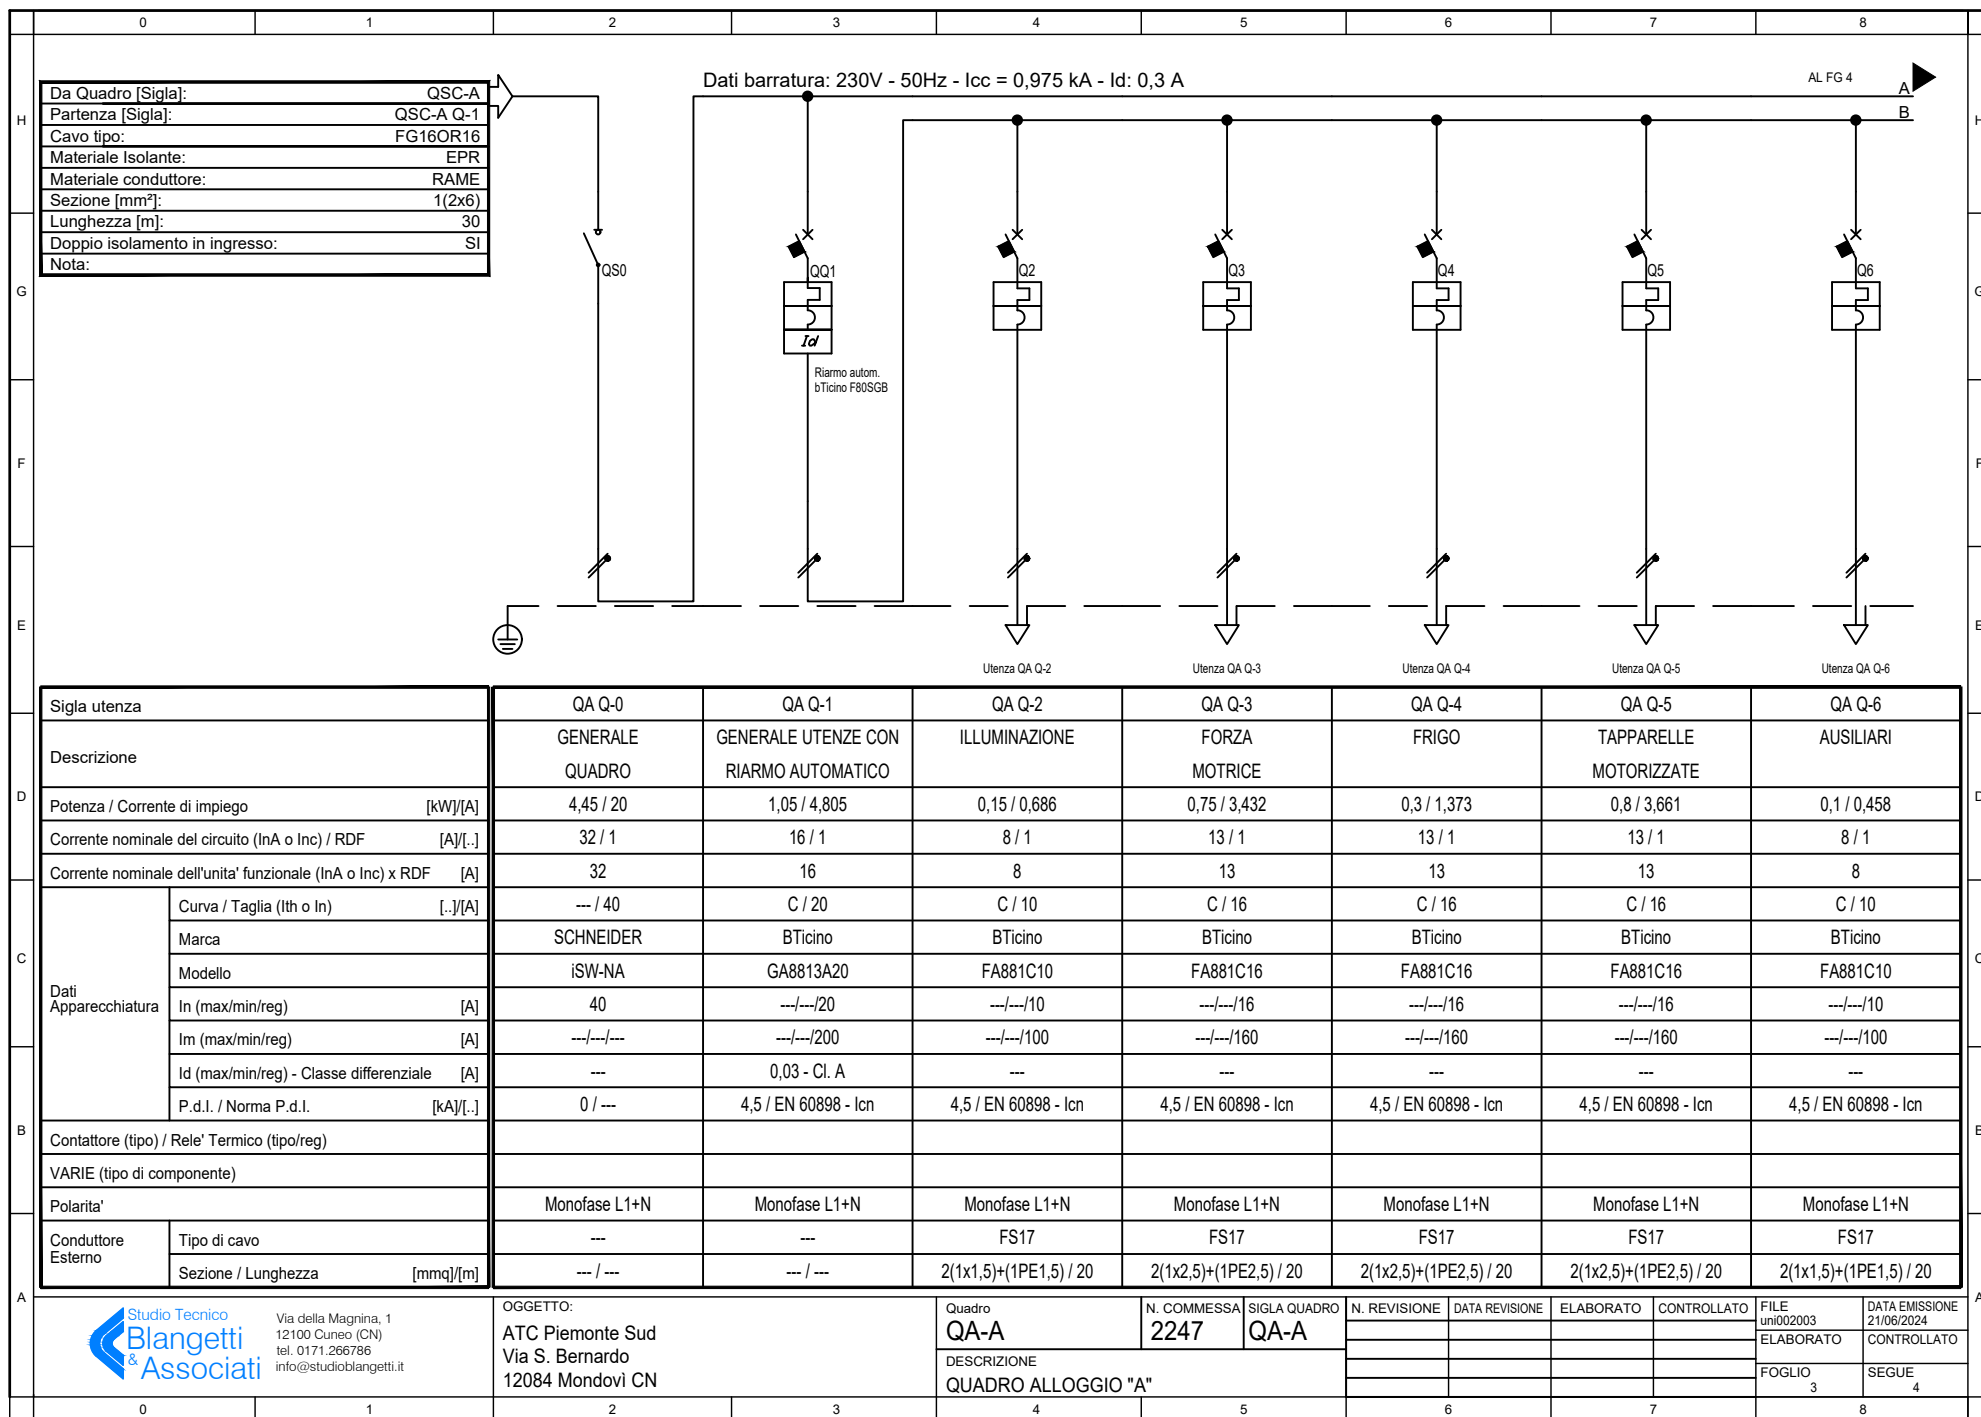 0 1 2 3 4 5 6 7 8
Dati barratura: 230V - 50Hz - Icc = 0,975 kA - Id: 0,3 A
AL FG 4
A
B
Da Quadro [Sigla]: QSC-A
Partenza [Sigla]: QSC-A Q-1
Cavo tipo: FG16OR16
Materiale Isolante: EPR
Materiale conduttore: RAME
Sezione [mm²]: 1(2x6)
Lunghezza [m]: 30
Doppio isolamento in ingresso: SI
Nota:
H H
G G
F F
E E
D D
C C
B B
A A
QS0 QQ1 Q2 Q3 Q4 Q5 Q6
Id
Riarmo autom.
bTicino F80SGB
Utenza QA Q-2 Utenza QA Q-3 Utenza QA Q-4 Utenza QA Q-5 Utenza QA Q-6
Sigla utenza QA Q-0 QA Q-1 QA Q-2 QA Q-3 QA Q-4 QA Q-5 QA Q-6
Descrizione
GENERALE GENERALE UTENZE CON ILLUMINAZIONE FORZA FRIGO TAPPARELLE AUSILIARI
QUADRO RIARMO AUTOMATICO MOTRICE MOTORIZZATE
Potenza / Corrente di impiego [kW]/[A] 4,45 / 20 1,05 / 4,805 0,15 / 0,686 0,75 / 3,432 0,3 / 1,373 0,8 / 3,661 0,1 / 0,458
Corrente nominale del circuito (InA o Inc) / RDF [A]/[..] 32 / 1 16 / 1 8 / 1 13 / 1 13 / 1 13 / 1 8 / 1
Corrente nominale dell'unita' funzionale (InA o Inc) x RDF [A] 32 16 8 13 13 13 8
Dati
Apparecchiatura
Curva / Taglia (Ith o In) [..]/[A] --- / 40 C / 20 C / 10 C / 16 C / 16 C / 16 C / 10
Marca SCHNEIDER BTicino BTicino BTicino BTicino BTicino BTicino
Modello iSW-NA GA8813A20 FA881C10 FA881C16 FA881C16 FA881C16 FA881C10
In (max/min/reg) [A] 40 ---/---/20 ---/---/10 ---/---/16 ---/---/16 ---/---/16 ---/---/10
Im (max/min/reg) [A] ---/---/--- ---/---/200 ---/---/100 ---/---/160 ---/---/160 ---/---/160 ---/---/100
Id (max/min/reg) - Classe differenziale [A] --- 0,03 - Cl. A --- --- --- --- ---
P.d.I. / Norma P.d.I. [kA]/[..] 0 / --- 4,5 / EN 60898 - Icn 4,5 / EN 60898 - Icn 4,5 / EN 60898 - Icn 4,5 / EN 60898 - Icn 4,5 / EN 60898 - Icn 4,5 / EN 60898 - Icn
Contattore (tipo) / Rele' Termico (tipo/reg)
VARIE (tipo di componente)
Polarita' Monofase L1+N Monofase L1+N Monofase L1+N Monofase L1+N Monofase L1+N Monofase L1+N Monofase L1+N
Conduttore
Esterno
Tipo di cavo --- --- FS17 FS17 FS17 FS17 FS17
Sezione / Lunghezza [mmq]/[m] --- / --- --- / --- 2(1x1,5)+(1PE1,5) / 20 2(1x2,5)+(1PE2,5) / 20 2(1x2,5)+(1PE2,5) / 20 2(1x2,5)+(1PE2,5) / 20 2(1x1,5)+(1PE1,5) / 20
Studio Tecnico
Blangetti
& Associati
Via della Magnina, 1
12100 Cuneo (CN)
tel. 0171.266786
info@studioblangetti.it
OGGETTO:
ATC Piemonte Sud
Via S. Bernardo
12084 Mondovì CN
Quadro
QA-A
N. COMMESSA
2247
SIGLA QUADRO
QA-A
DESCRIZIONE
QUADRO ALLOGGIO "A"
N. REVISIONE DATA REVISIONE ELABORATO CONTROLLATO
FILE
uni002003
DATA EMISSIONE
21/06/2024
ELABORATO CONTROLLATO
FOGLIO
3
SEGUE
4
0 1 2 3 4 5 6 7 8